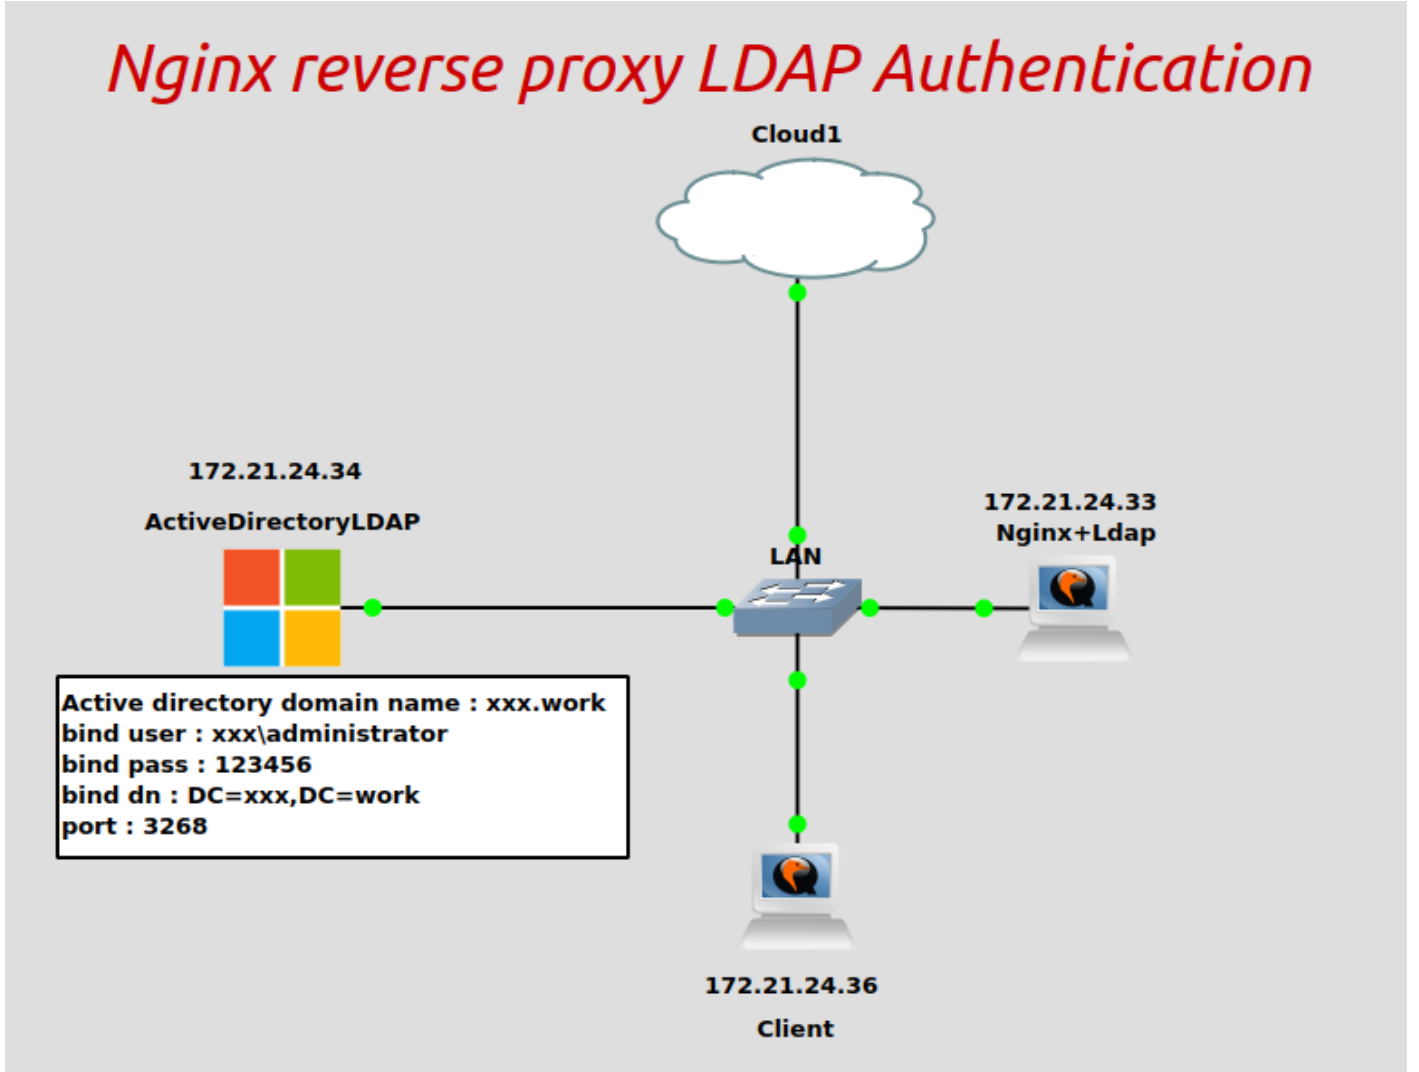 Nginx reverse proxy LDAP Authentication
Cloud1
172.21.24.34
ActiveDirectoryLDAP
172.21.24.33
Nginx+Ldap
LAN
Active directory domain name : xxx.work
bind user : xxx\administrator
bind pass : 123456
bind dn : DC=xxx,DC=work
port : 3268
172.21.24.36
Client